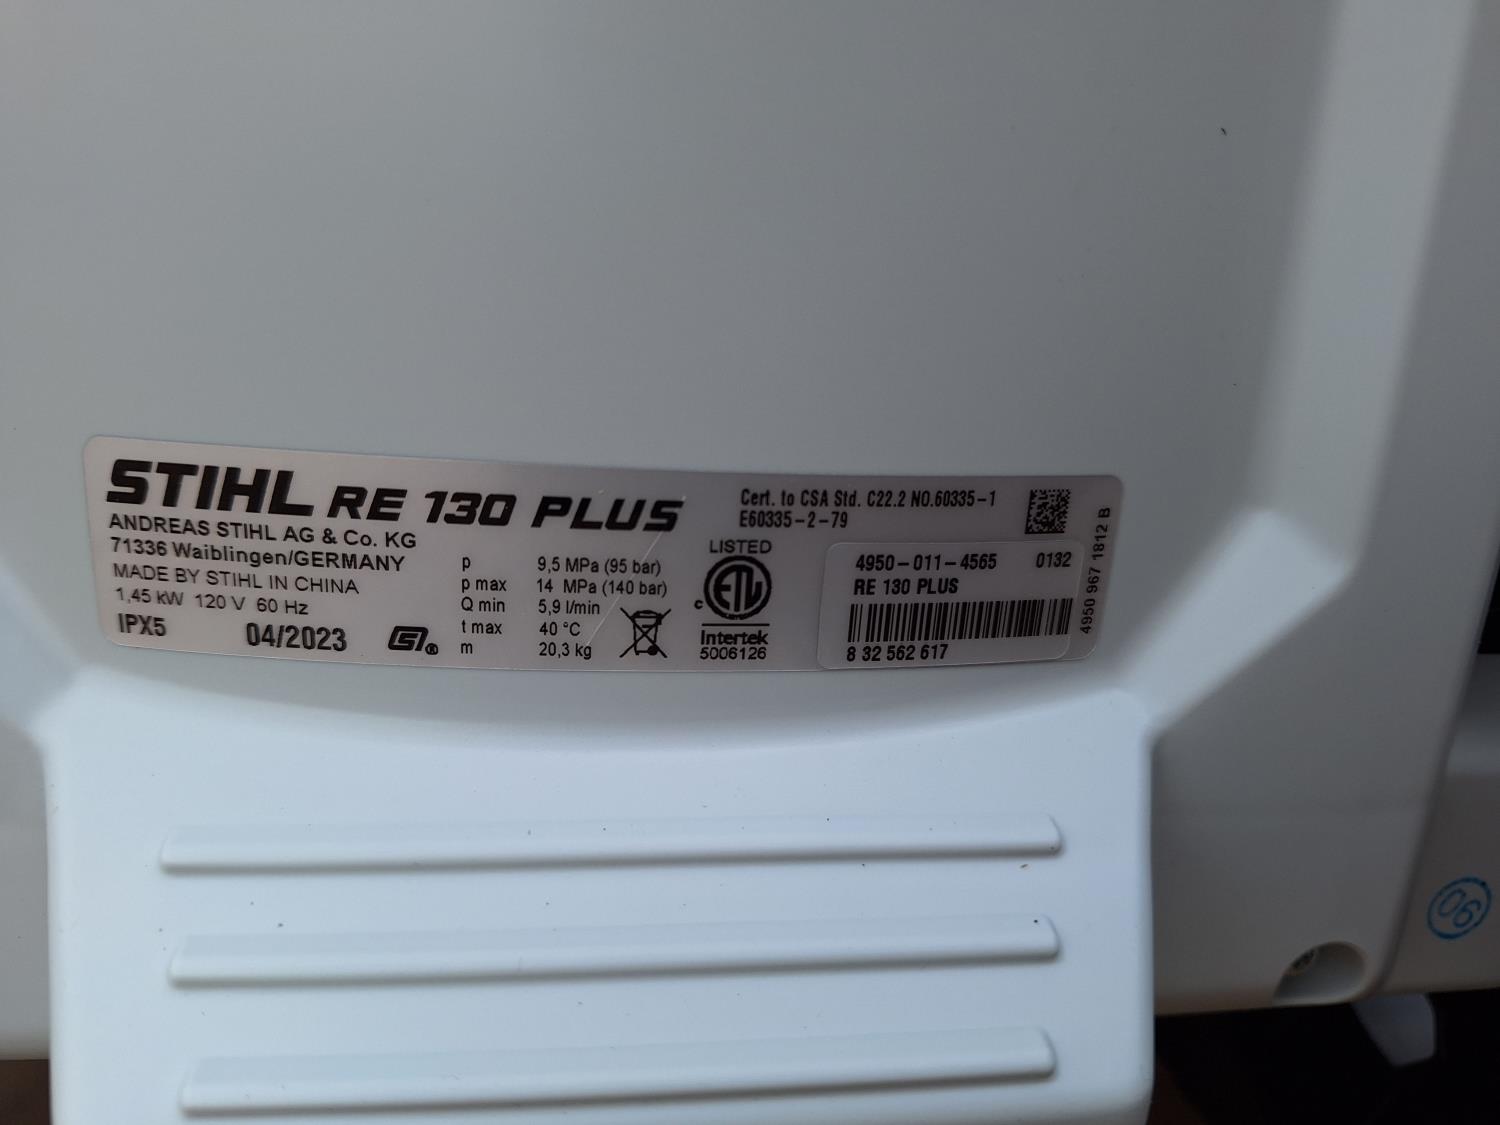 STIHL RE 130 PLUS
ANDREAS STIHL AG & Co. KG
71336 Waiblingen/GERMANY
MADE BY STIHL IN CHINA
1,45 kW 120 V 60 Hz
IPX5 04/2023
p 9,5 MPa (95 bar)
p max 14 MPa (140 bar)
Q min 5,9 l/min
t max 40 °C
m 20,3 kg
Cert. to CSA Std. C22.2 NO.60335-1
E60335-2-79
LISTED
c ETL
Intertek
5006126
4950-011-4565 0132
RE 130 PLUS
8 32 562 617
4950 967 1812 B
06